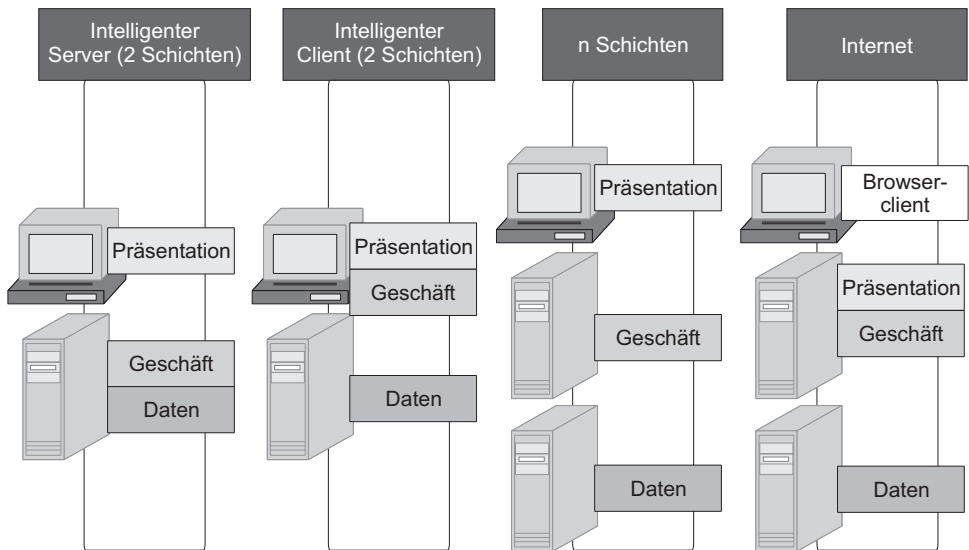 Intelligenter
Server (2 Schichten)
Intelligenter
Client (2 Schichten)
n Schichten
Internet
Präsentation
Geschäft
Daten
Präsentation
Geschäft
Daten
Präsentation
Geschäft
Daten
Browser-
client
Präsentation
Geschäft
Daten